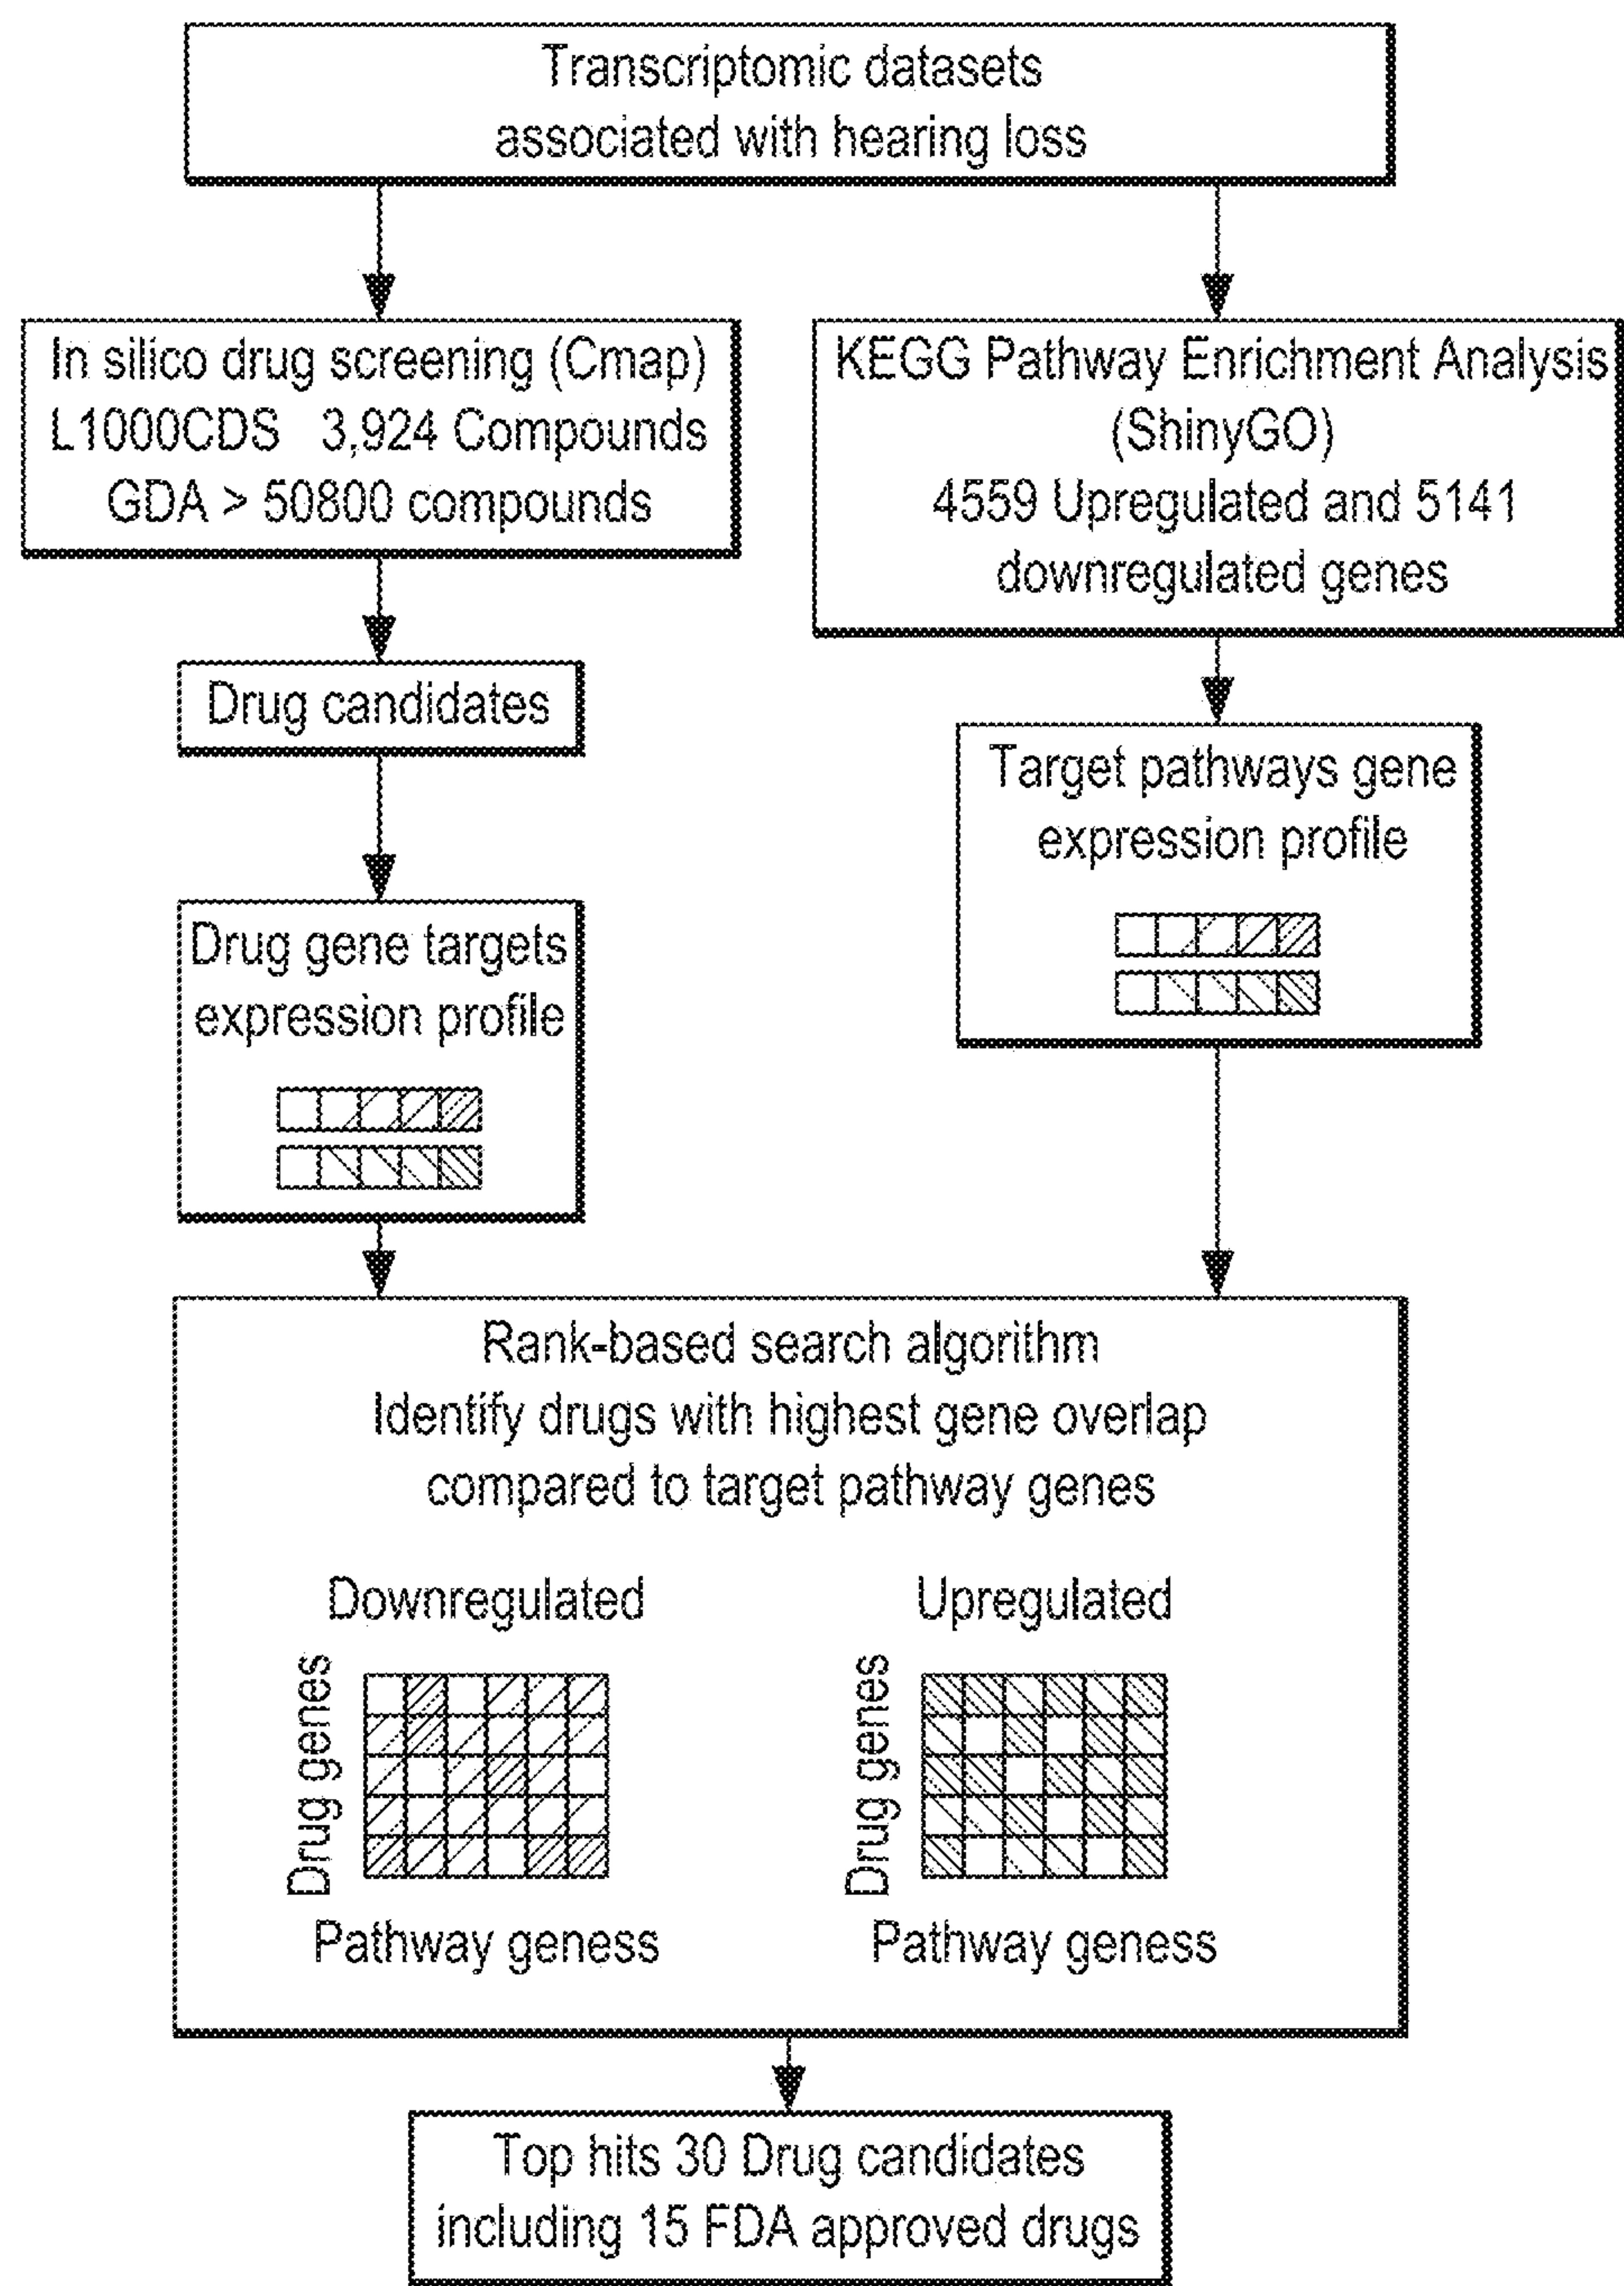 Transcriptomic datasets
associated with hearing loss
In silico drug screening (Cmap)
L1000CDS 3,924 Compounds
GDA > 50800 compounds
KEGG Pathway Enrichment Analysis
(ShinyGO)
4559 Upregulated and 5141
downregulated genes
Drug candidates
Target pathways gene
expression profile
Drug gene targets
expression profile
Rank-based search algorithm
Identify drugs with highest gene overlap
compared to target pathway genes
Downregulated
Drug genes
Pathway geness
Upregulated
Drug genes
Pathway geness
Top hits 30 Drug candidates
including 15 FDA approved drugs